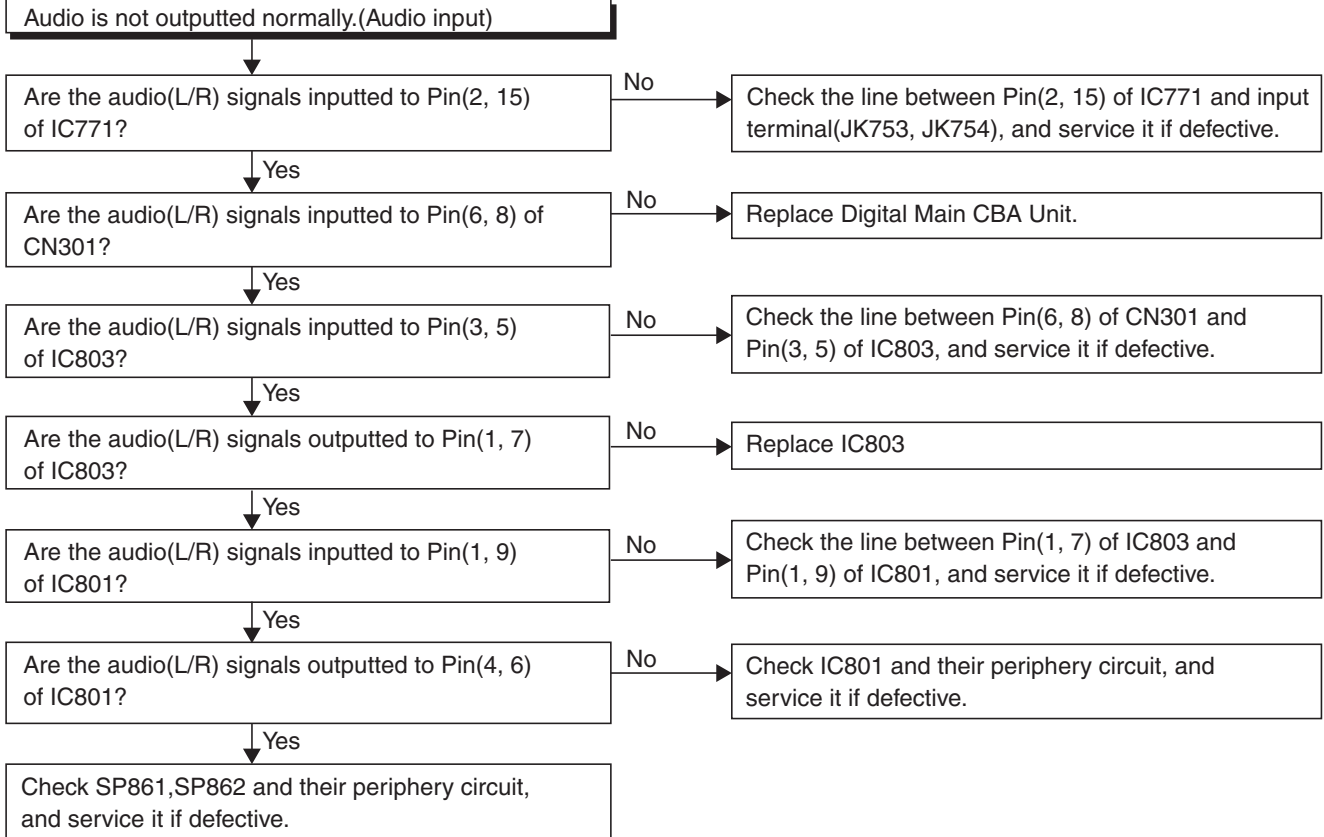 Audio is not outputted normally.(Audio input)
Are the audio(L/R) signals inputted to Pin(2, 15)
of IC771?
No
Check the line between Pin(2, 15) of IC771 and input
terminal(JK753, JK754), and service it if defective.
Yes
Are the audio(L/R) signals inputted to Pin(6, 8) of
CN301?
No
Replace Digital Main CBA Unit.
Yes
Are the audio(L/R) signals inputted to Pin(3, 5)
of IC803?
No
Check the line between Pin(6, 8) of CN301 and
Pin(3, 5) of IC803, and service it if defective.
Yes
Are the audio(L/R) signals outputted to Pin(1, 7)
of IC803?
No
Replace IC803
Yes
Are the audio(L/R) signals inputted to Pin(1, 9)
of IC801?
No
Check the line between Pin(1, 7) of IC803 and
Pin(1, 9) of IC801, and service it if defective.
Yes
Are the audio(L/R) signals outputted to Pin(4, 6)
of IC801?
No
Check IC801 and their periphery circuit, and
service it if defective.
Yes
Check SP861,SP862 and their periphery circuit,
and service it if defective.